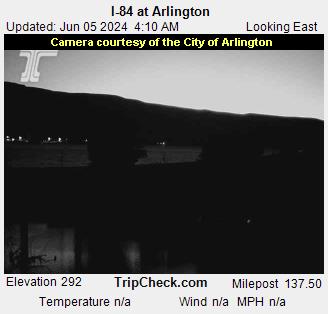 I-84 at Arlington
Updated: Jun 05 2024 4:10 AM Looking East
Camera courtesy of the City of Arlington
Elevation 292 TripCheck.com Milepost 137.50
Temperature n/a Wind n/a MPH n/a